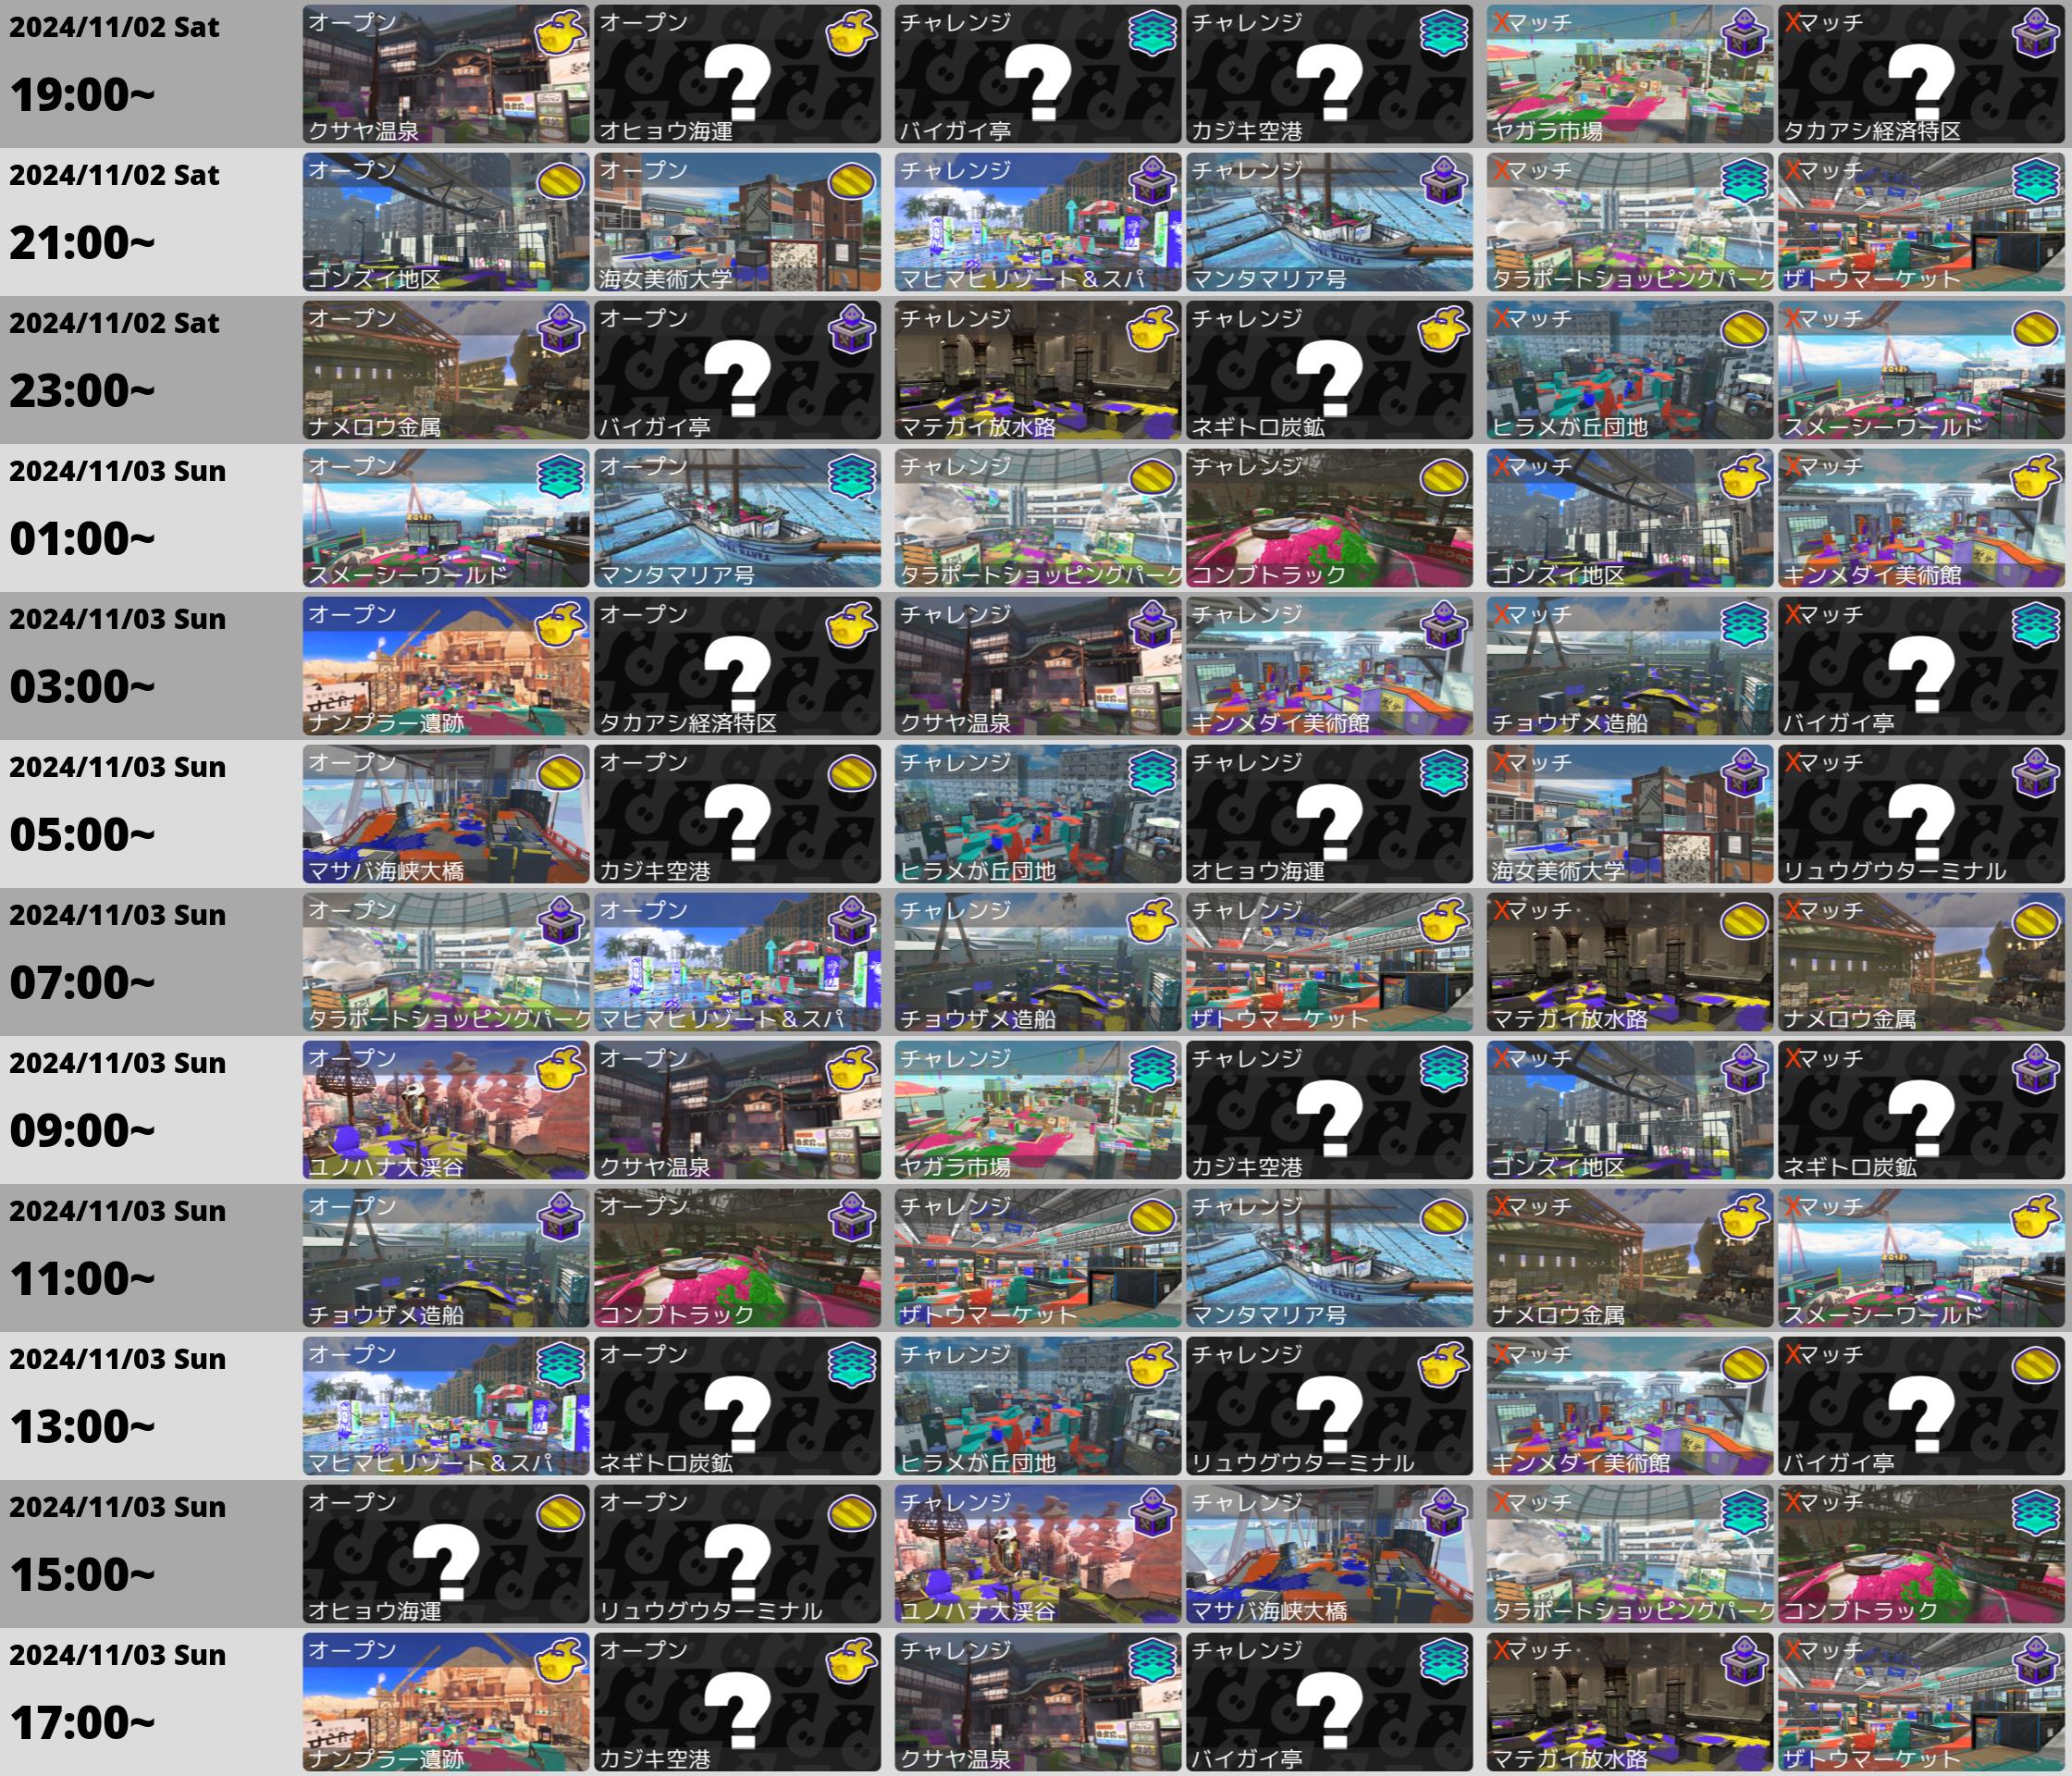 2024/11/02 Sat
19:00~
オープン
クサヤ温泉
オープン
オヒョウ海運
チャレンジ
バイガイ亭
チャレンジ
カジキ空港
Xマッチ
ヤガラ市場
Xマッチ
タカアシ経済特区
2024/11/02 Sat
21:00~
オープン
ゴンズイ地区
オープン
海女美術大学
チャレンジ
マヒマヒリゾート＆スパ
チャレンジ
マンタマリア号
Xマッチ
タラポートショッピングパーク
Xマッチ
ザトウマーケット
2024/11/02 Sat
23:00~
オープン
ナメロウ金属
オープン
バイガイ亭
チャレンジ
マテガイ放水路
チャレンジ
ネギトロ炭鉱
Xマッチ
ヒラメが丘団地
Xマッチ
スメーシーワールド
2024/11/03 Sun
01:00~
オープン
スメーシーワールド
オープン
マンタマリア号
チャレンジ
タラポートショッピングパーク
チャレンジ
コンブトラック
Xマッチ
ゴンズイ地区
Xマッチ
キンメダイ美術館
2024/11/03 Sun
03:00~
オープン
ナンプラー遺跡
オープン
タカアシ経済特区
チャレンジ
クサヤ温泉
チャレンジ
キンメダイ美術館
Xマッチ
チョウザメ造船
Xマッチ
バイガイ亭
2024/11/03 Sun
05:00~
オープン
マサバ海峡大橋
オープン
カジキ空港
チャレンジ
ヒラメが丘団地
チャレンジ
オヒョウ海運
Xマッチ
海女美術大学
Xマッチ
リュウグウターミナル
2024/11/03 Sun
07:00~
オープン
タラポートショッピングパーク
オープン
マヒマヒリゾート＆スパ
チャレンジ
チョウザメ造船
チャレンジ
ザトウマーケット
Xマッチ
マテガイ放水路
Xマッチ
ナメロウ金属
2024/11/03 Sun
09:00~
オープン
ユノハナ大渓谷
オープン
クサヤ温泉
チャレンジ
ヤガラ市場
チャレンジ
カジキ空港
Xマッチ
ゴンズイ地区
Xマッチ
ネギトロ炭鉱
2024/11/03 Sun
11:00~
オープン
チョウザメ造船
オープン
コンブトラック
チャレンジ
ザトウマーケット
チャレンジ
マンタマリア号
Xマッチ
ナメロウ金属
Xマッチ
スメーシーワールド
2024/11/03 Sun
13:00~
オープン
マヒマヒリゾート＆スパ
オープン
ネギトロ炭鉱
チャレンジ
ヒラメが丘団地
チャレンジ
リュウグウターミナル
Xマッチ
キンメダイ美術館
Xマッチ
バイガイ亭
2024/11/03 Sun
15:00~
オープン
オヒョウ海運
オープン
リュウグウターミナル
チャレンジ
ユノハナ大渓谷
チャレンジ
マサバ海峡大橋
Xマッチ
タラポートショッピングパーク
Xマッチ
コンブトラック
2024/11/03 Sun
17:00~
オープン
ナンプラー遺跡
オープン
カジキ空港
チャレンジ
クサヤ温泉
チャレンジ
バイガイ亭
Xマッチ
マテガイ放水路
Xマッチ
ザトウマーケット